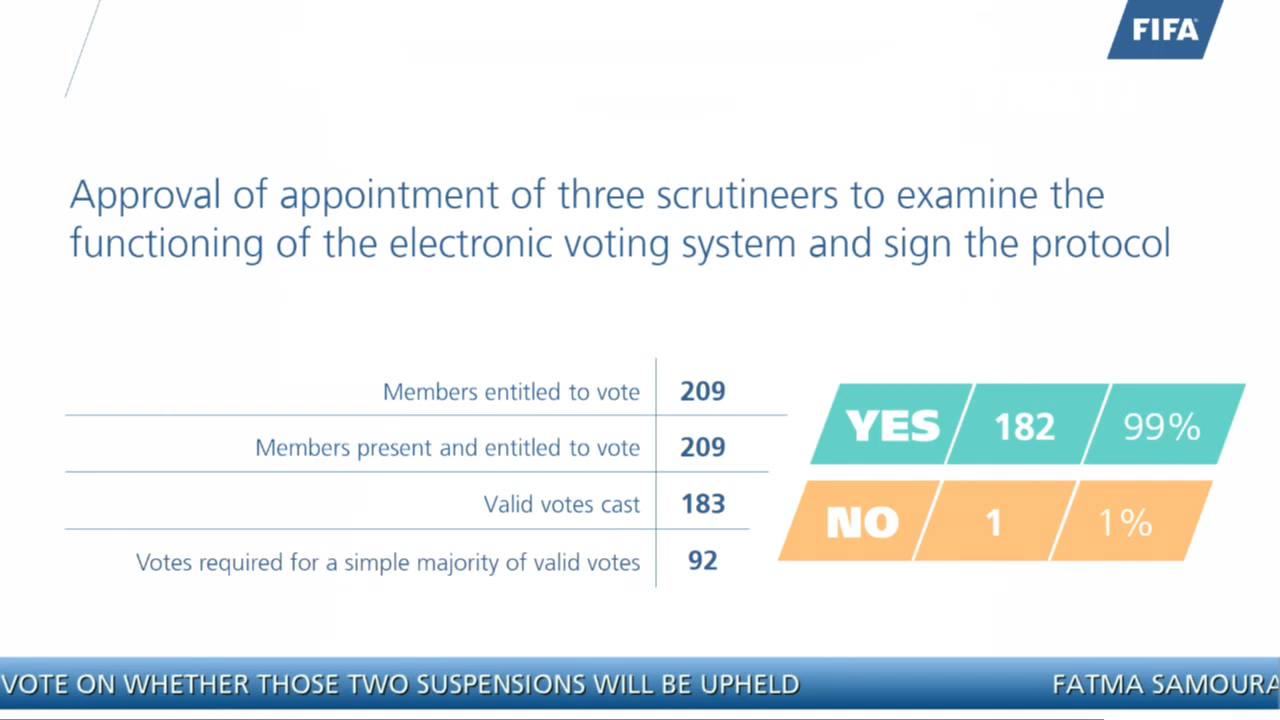 FIFA
Approval of appointment of three scrutineers to examine the
functioning of the electronic voting system and sign the protocol
Members entitled to vote 209
Members present and entitled to vote 209
Valid votes cast 183
Votes required for a simple majority of valid votes 92
YES 182 99%
NO 1 1%
VOTE ON WHETHER THOSE TWO SUSPENSIONS WILL BE UPHELD FATMA SAMOURA